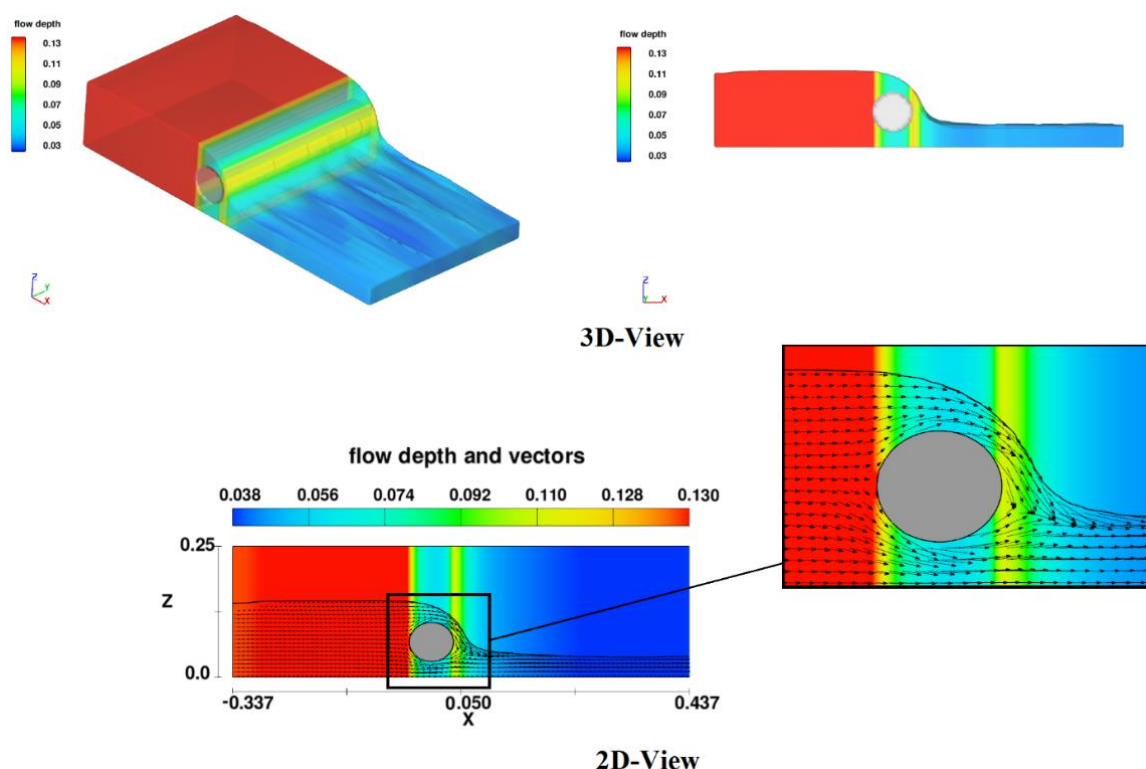 flow depth
0.13
0.11
0.09
0.07
0.05
0.03
Z
Y
X
flow depth
0.13
0.11
0.09
0.07
0.05
0.03
Z
Y X
3D-View
flow depth and vectors
0.038 0.056 0.074 0.092 0.110 0.128 0.130
0.25
Z
0.0
-0.337 0.050 0.437
X
2D-View